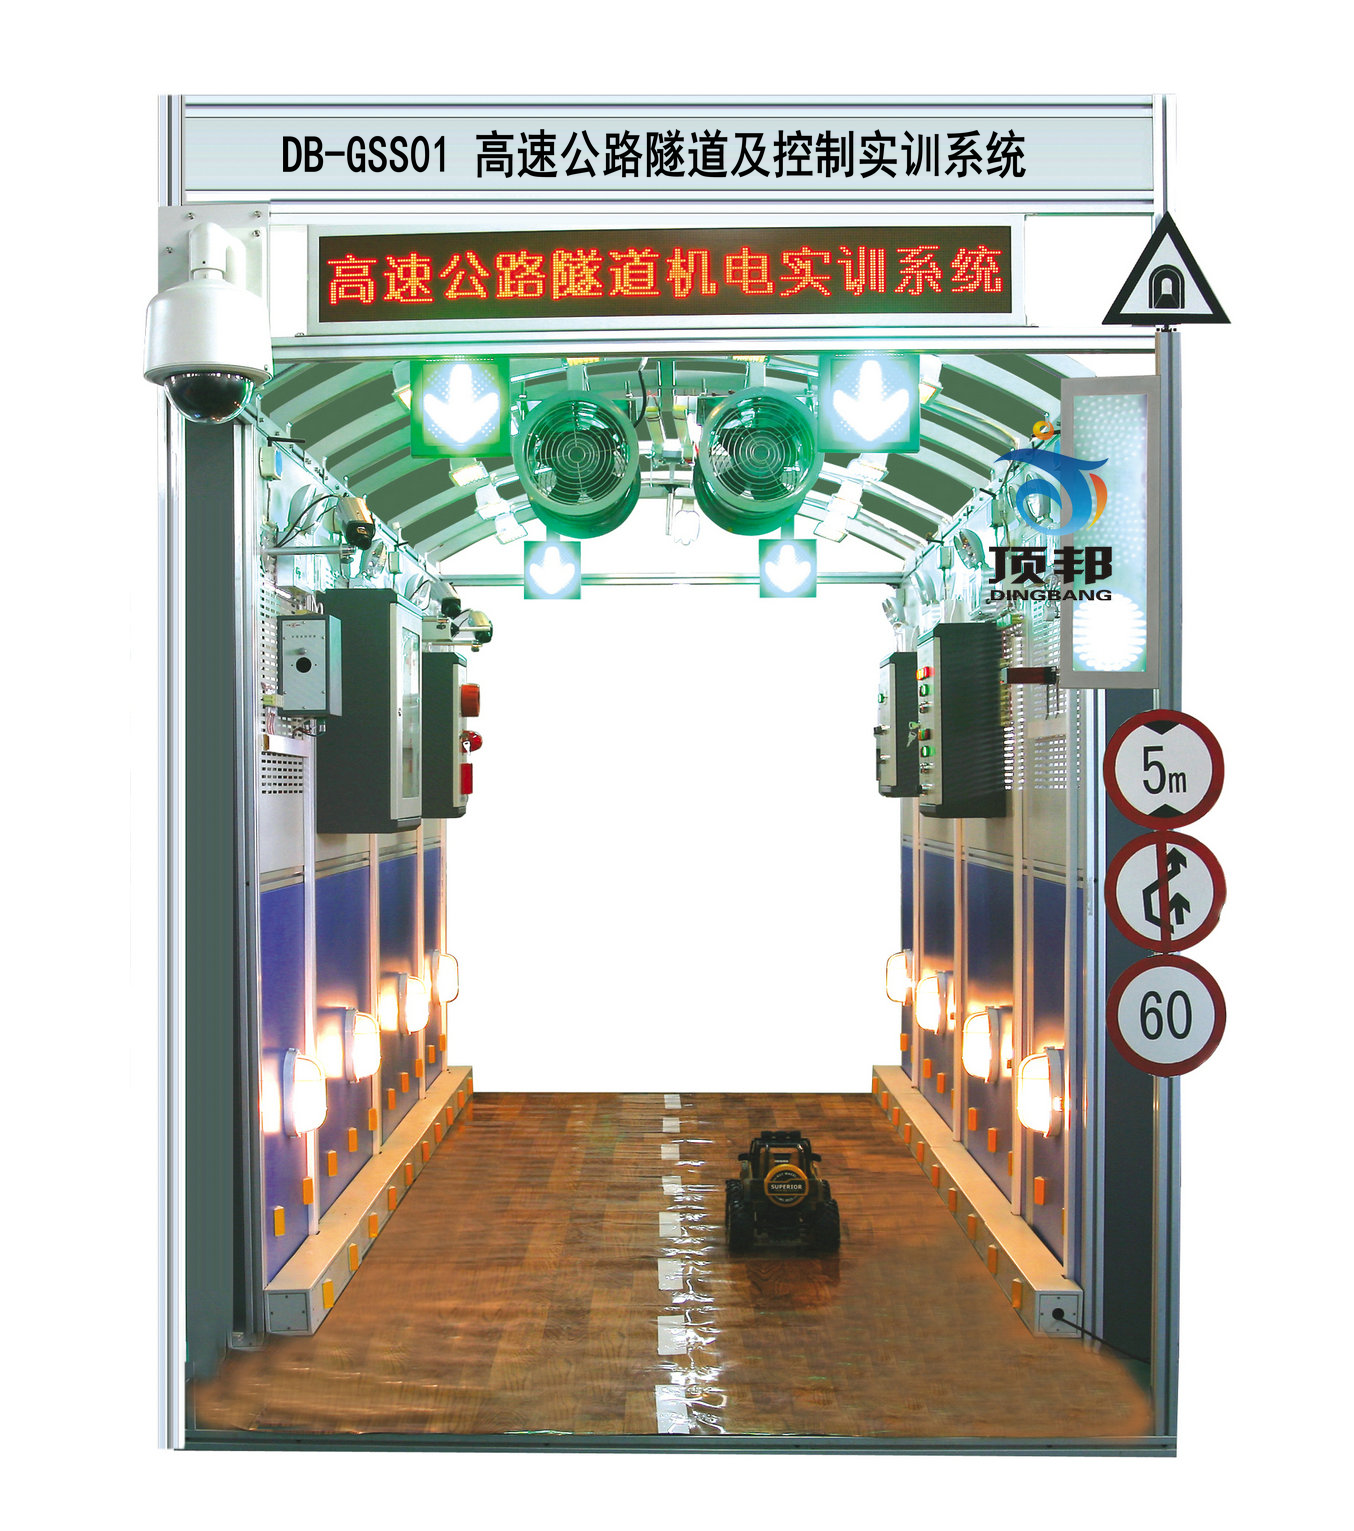 DB-GSS01 高速公路隧道及控制实训系统
高速公路隧道机电实训系统
顶邦
DINGBANG
5m
60
SUPERIOR